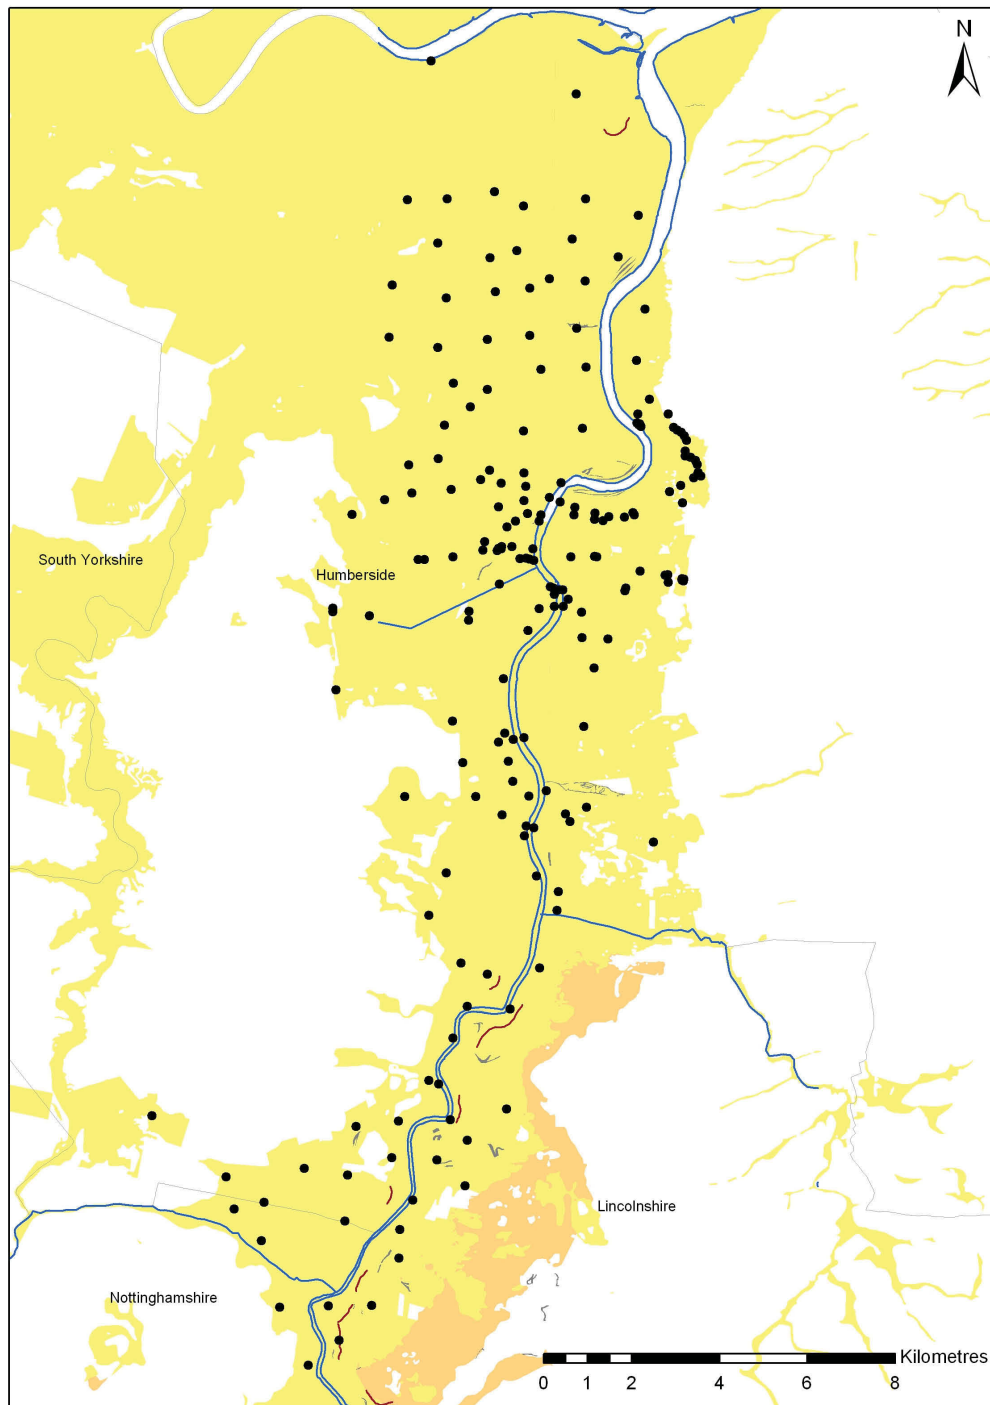 N
South Yorkshire
Humberside
Lincolnshire
Nottinghamshire
Kilometres
0 1 2 4 6 8